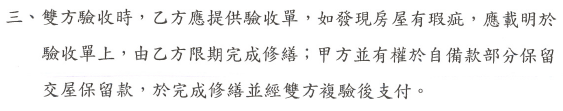 三、雙方驗收時，乙方應提供驗收單，如發現房屋有瑕疵，應載明於
驗收單上，由乙方限期完成修繕；甲方並有權於自備款部分保留
交屋保留款，於完成修繕並經雙方複驗後支付。